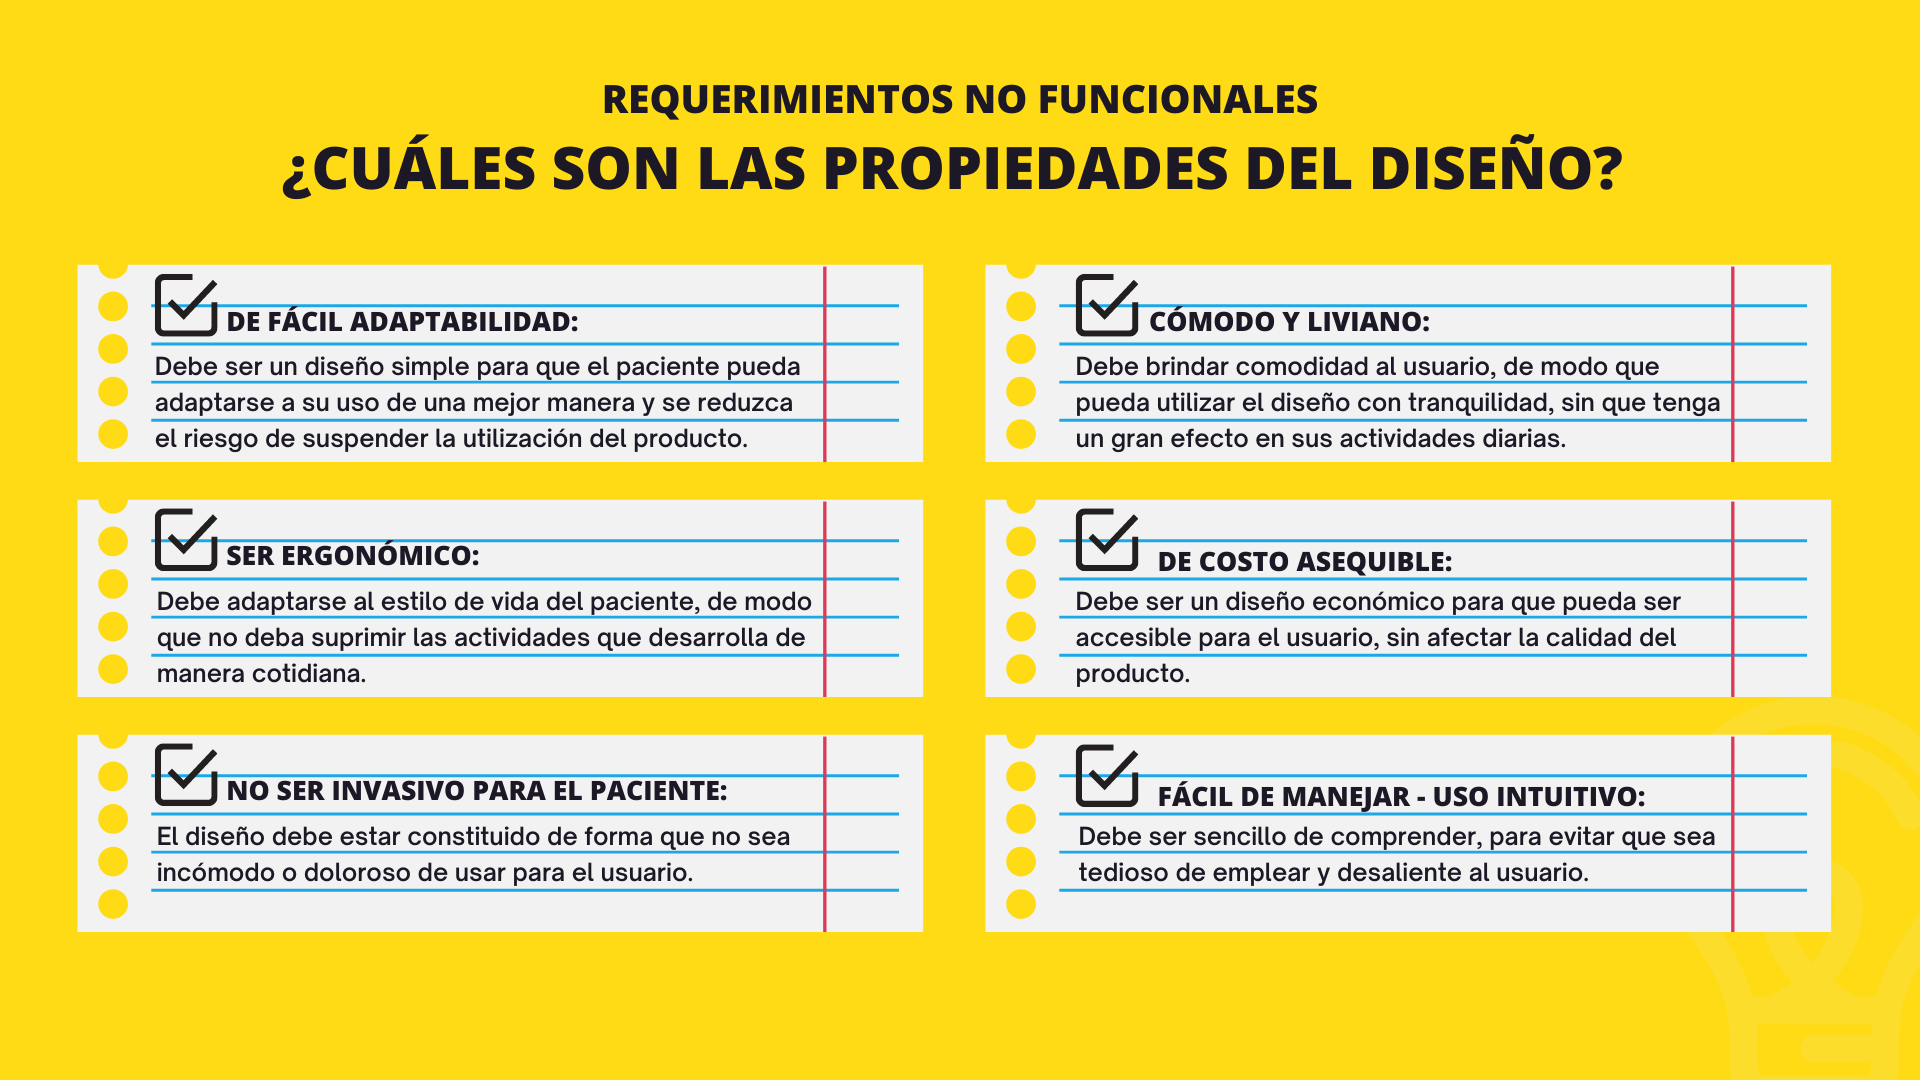 REQUERIMIENTOS NO FUNCIONALES
¿CUÁLES SON LAS PROPIEDADES DEL DISEÑO?
DE FÁCIL ADAPTABILIDAD:
Debe ser un diseño simple para que el paciente pueda
adaptarse a su uso de una mejor manera y se reduzca
el riesgo de suspender la utilización del producto.
CÓMODO Y LIVIANO:
Debe brindar comodidad al usuario, de modo que
pueda utilizar el diseño con tranquilidad, sin que tenga
un gran efecto en sus actividades diarias.
SER ERGONÓMICO:
Debe adaptarse al estilo de vida del paciente, de modo
que no deba suprimir las actividades que desarrolla de
manera cotidiana.
DE COSTO ASEQUIBLE:
Debe ser un diseño económico para que pueda ser
accesible para el usuario, sin afectar la calidad del
producto.
NO SER INVASIVO PARA EL PACIENTE:
El diseño debe estar constituido de forma que no sea
incómodo o doloroso de usar para el usuario.
FÁCIL DE MANEJAR - USO INTUITIVO:
Debe ser sencillo de comprender, para evitar que sea
tedioso de emplear y desaliente al usuario.